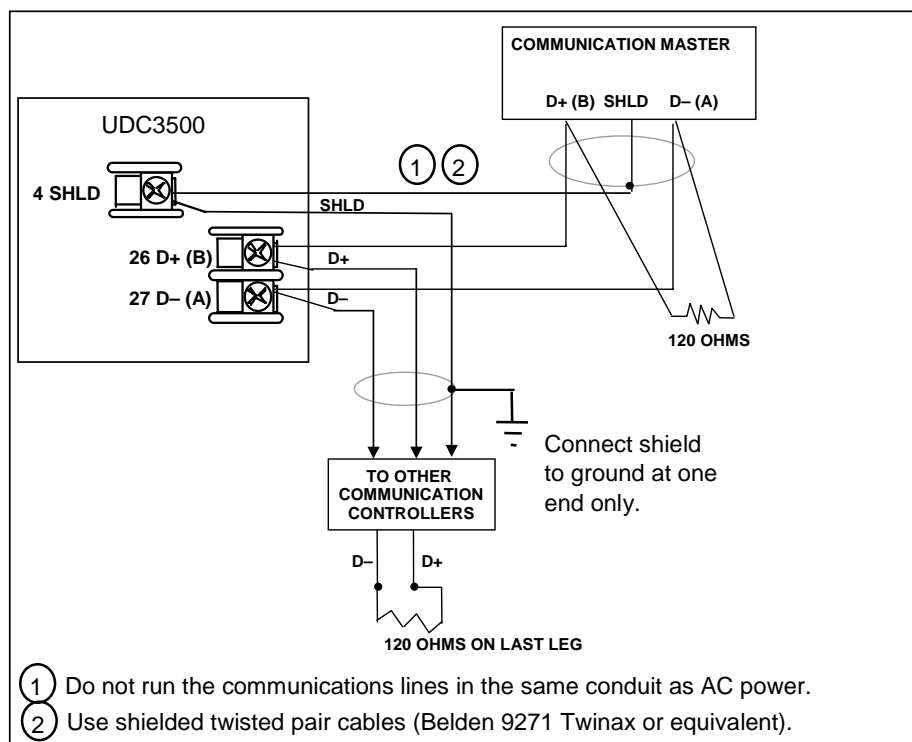 COMMUNICATION MASTER
D+ (B) SHLD D– (A)
UDC3500
1 2
4 SHLD
SHLD
26 D+ (B)
D+
27 D– (A)
D–
120 OHMS
Connect shield
to ground at one
end only.
TO OTHER
COMMUNICATION
CONTROLLERS
D– D+
120 OHMS ON LAST LEG
1 Do not run the communications lines in the same conduit as AC power.
2 Use shielded twisted pair cables (Belden 9271 Twinax or equivalent).